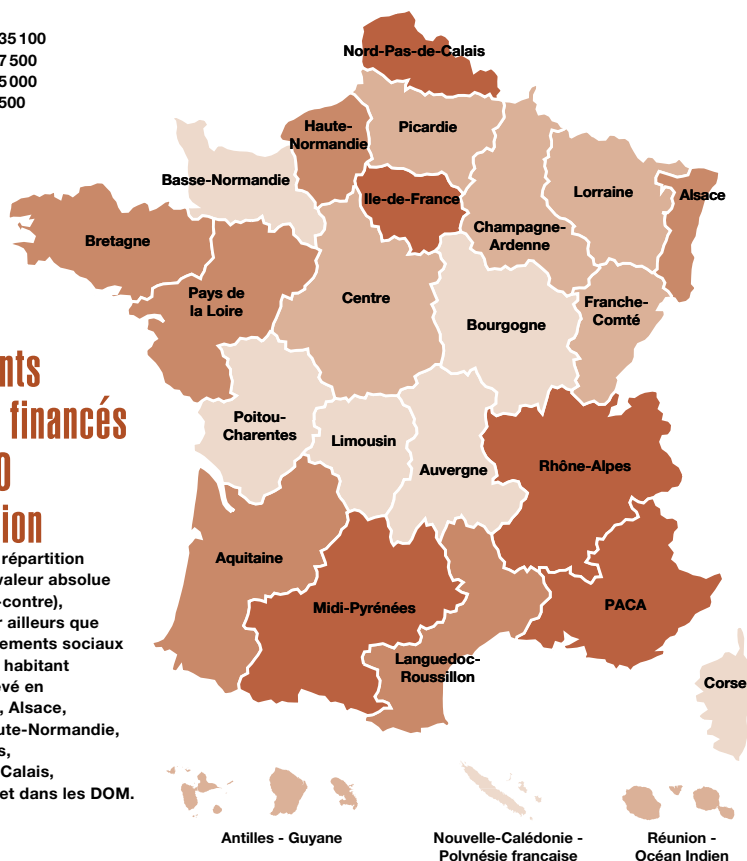 35 100
7 500
5 000
500
Nord-Pas-de-Calais
Haute-
Normandie
Picardie
Basse-Normandie
Ile-de-France
Lorraine
Alsace
Champagne-
Ardenne
Bretagne
Pays de
la Loire
Centre
Franche-
Comté
Bourgogne
Poitou-
Charentes
Limousin
Auvergne
Rhône-Alpes
Aquitaine
Midi-Pyrénées
PACA
Languedoc-
Roussillon
Corse
nts
financés
0
ion
répartition
valeur absolue
-contre),
r ailleurs que
ements sociaux
habitant
evé en
, Alsace,
ute-Normandie,
s,
Calais,
et dans les DOM.
Antilles - Guyane
Nouvelle-Calédonie -
Polynésie française
Réunion -
Océan Indien